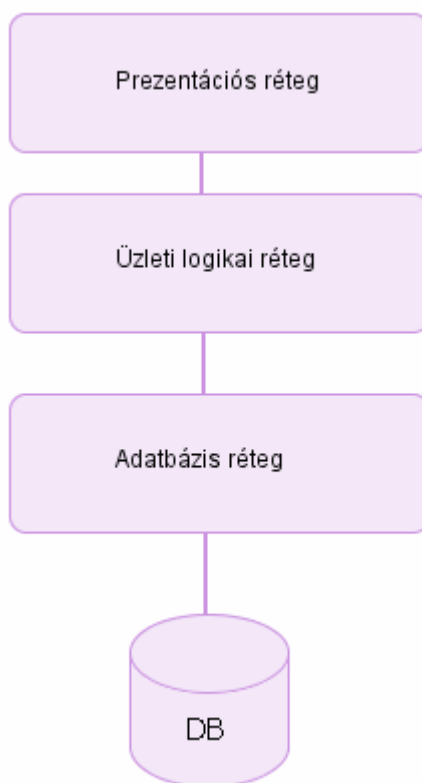 Prezentációs réteg
Üzleti logikai réteg
Adatbázis réteg
DB